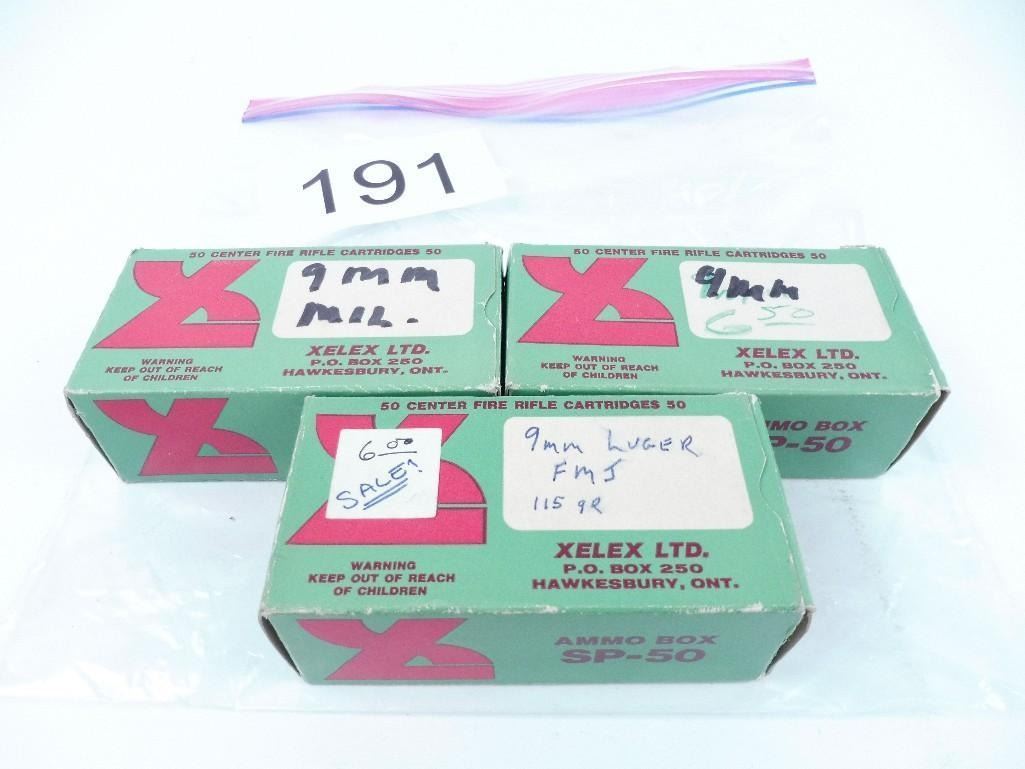 191
50 CENTER FIRE RIFLE CARTRIDGES 50
9mm
MIL.
XELEX LTD.
P.O. BOX 250
HAWKESBURY, ONT.
WARNING
KEEP OUT OF REACH
OF CHILDREN
50 CENTER FIRE RIFLE CARTRIDGES 50
9mm
6 50
XELEX LTD.
P.O. BOX 250
HAWKESBURY, ONT.
WARNING
KEEP OUT OF REACH
OF CHILDREN
AMMO BOX
SP-50
50 CENTER FIRE RIFLE CARTRIDGES 50
6 00
SALE!
9mm LUGER
FMJ
115 gR
XELEX LTD.
P.O. BOX 250
HAWKESBURY, ONT.
WARNING
KEEP OUT OF REACH
OF CHILDREN
AMMO BOX
SP-50